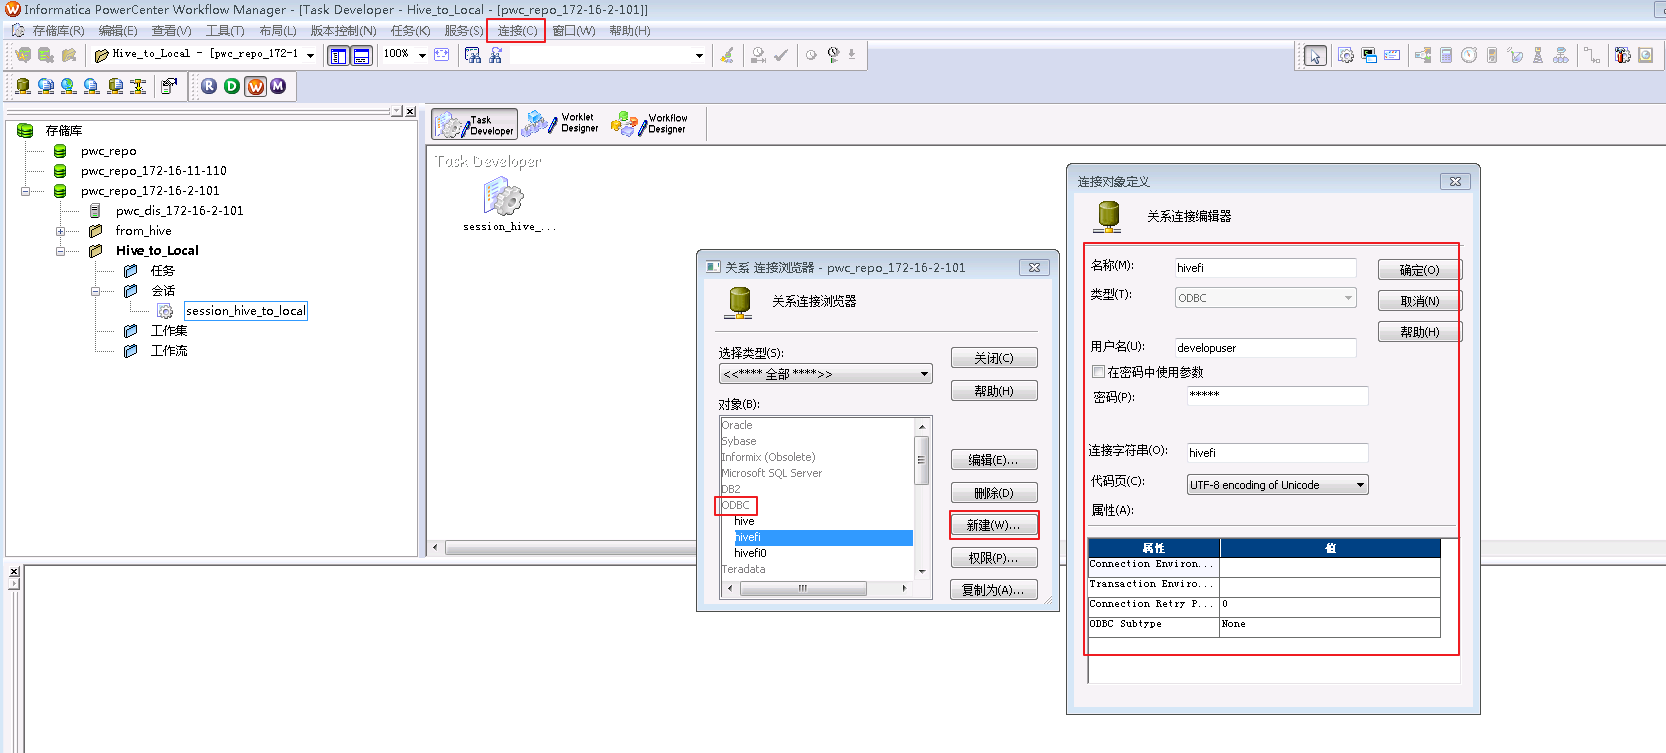 Informatica PowerCenter Workflow Manager - [Task Developer - Hive_to_Local - [pwc_repo_172-16-2-101]]
存储库(R) 编辑(E) 查看(V) 工具(T) 布局(L) 版本控制(N) 任务(K) 服务(S) 连接(C) 窗口(W) 帮助(H)
Hive_to_Local - [pwc_repo_172-1 100%
R D W M
存储库
pwc_repo
pwc_repo_172-16-11-110
pwc_repo_172-16-2-101
pwc_dis_172-16-2-101
from_hive
Hive_to_Local
任务
会话
session_hive_to_local
工作集
工作流
Task Developer
Worklet Designer
Workflow Designer
Task Developer
session_hive_...
关系 连接浏览器 - pwc_repo_172-16-2-101
关系连接浏览器
选择类型(S):
<<**** 全部 ****>>
关闭(C)
帮助(H)
对象(B):
Oracle
Sybase
Informix (Obsolete)
Microsoft SQL Server
DB2
ODBC
hive
hivefi
hivefi0
Teradata
编辑(E)...
删除(D)
新建(W)...
权限(P)...
复制为(A)...
连接对象定义
关系连接编辑器
名称(M): hivefi
类型(T): ODBC
确定(O)
取消(N)
帮助(H)
用户名(U): developuser
在密码中使用参数
密码(P): *****
连接字符串(O): hivefi
代码页(C): UTF-8 encoding of Unicode
属性(A):
属性 值
Connection Environ...
Transaction Enviro...
Connection Retry P... 0
ODBC Subtype None